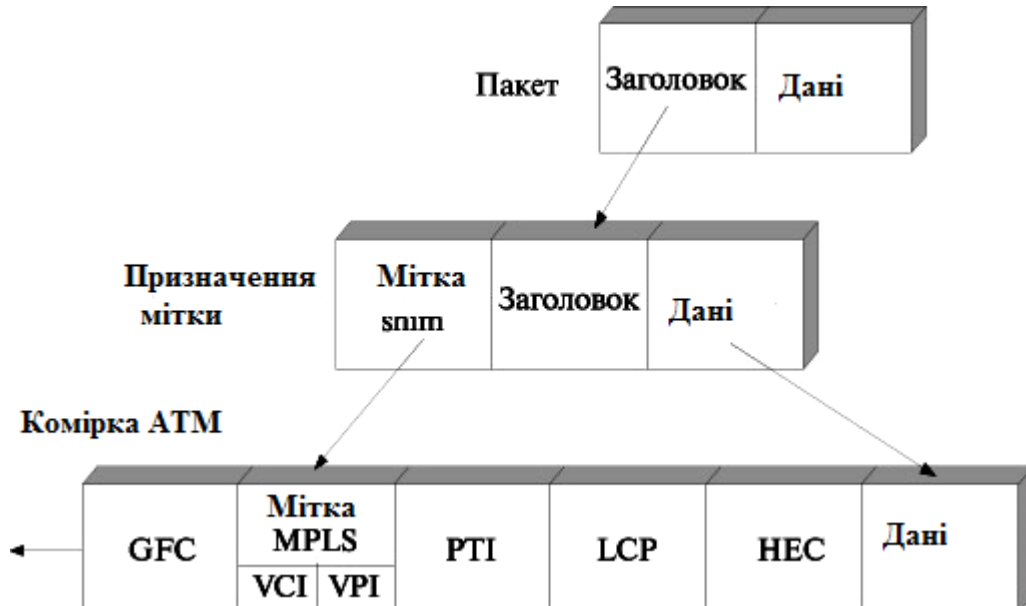 Пакет
Заголовок
Дані
Призначення
мітки
Мітка
snim
Заголовок
Дані
Комірка АТМ
GFC
Мітка
MPLS
VCI
VPI
PTI
LCP
HEC
Дані